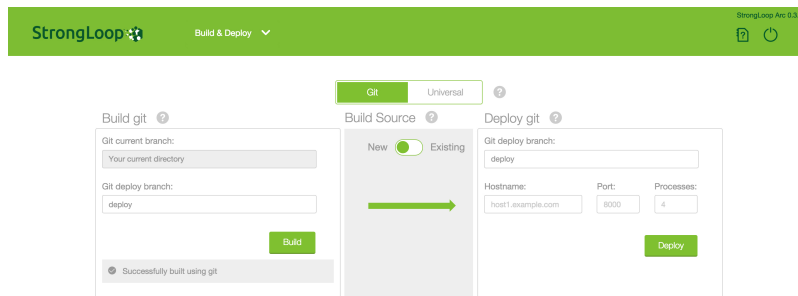 StrongLoop Arc 0.3.
StrongLoop
Build & Deploy
?
Git
Universal
?
Build git ?
Build Source ?
Deploy git ?
Git current branch:
Your current directory
Git deploy branch:
deploy
Build
Successfully built using git
New
Existing
Git deploy branch:
deploy
Hostname:
Port:
Processes:
host1.example.com
8000
4
Deploy